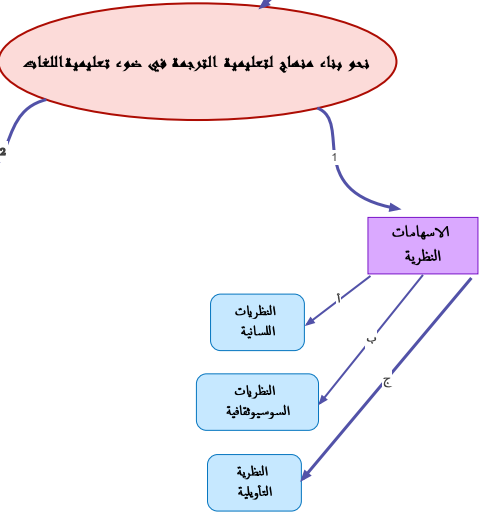 نحو بناء منهاج لتعليمية الترجمة في ضوء تعليمية اللغات
2
1
الاسهامات
النظرية
أ
النظريات
اللسانية
ب
النظريات
السوسيوثقافية
ج
النظرية
التأويلية